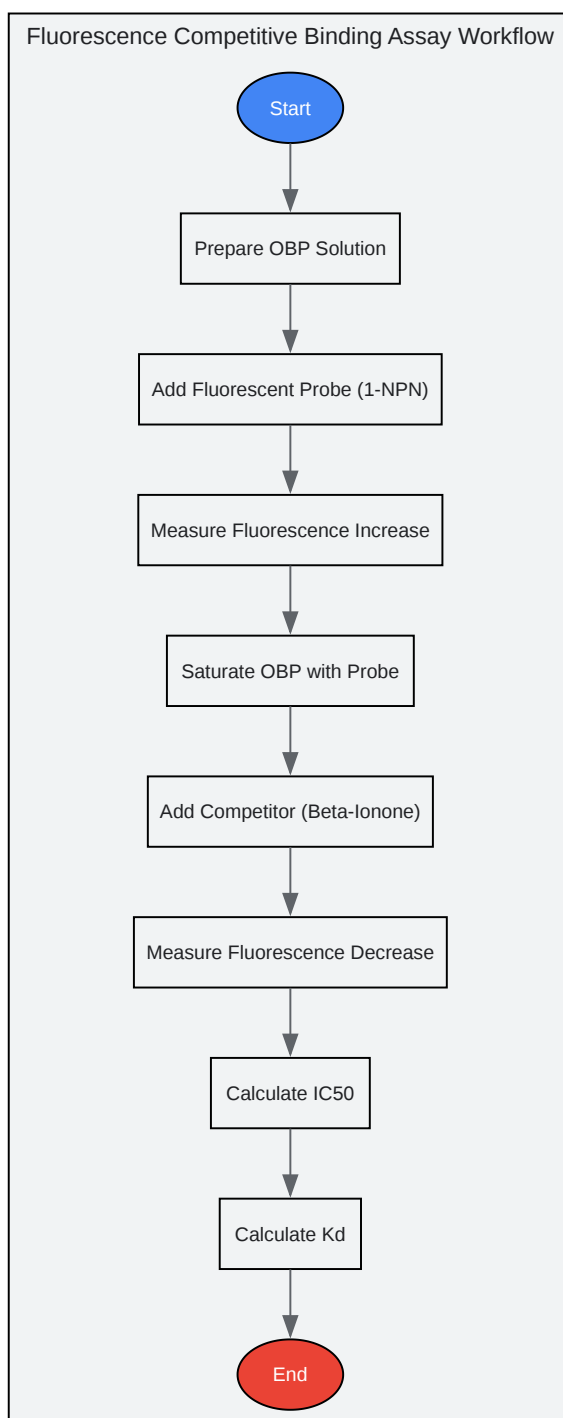 Fluorescence Competitive Binding Assay Workflow
Start
Prepare OBP Solution
Add Fluorescent Probe (1-NPN)
Measure Fluorescence Increase
Saturate OBP with Probe
Add Competitor (Beta-Ionone)
Measure Fluorescence Decrease
Calculate IC50
Calculate Kd
End